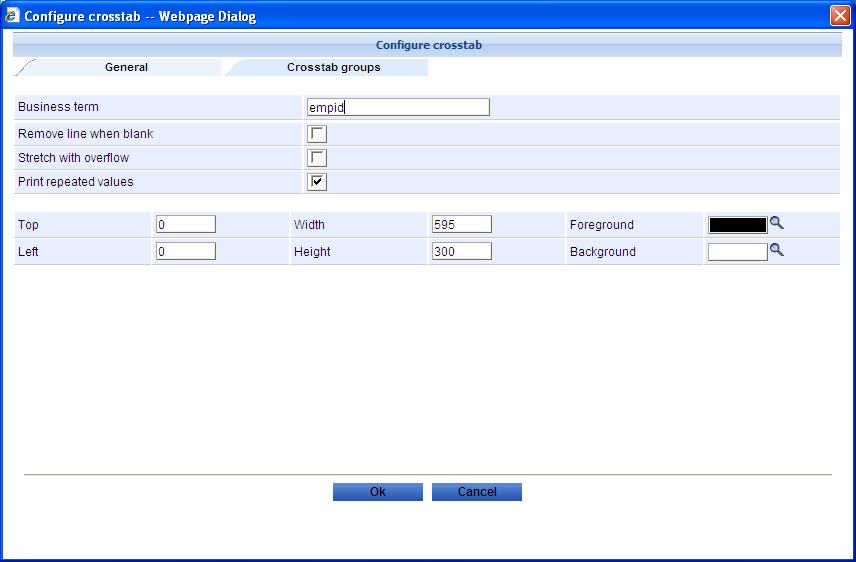 Configure crosstab -- Webpage Dialog
Configure crosstab
General Crosstab groups
Business term empid
Remove line when blank
Stretch with overflow
Print repeated values
Top 0 Width 595 Foreground
Left 0 Height 300 Background
Ok Cancel